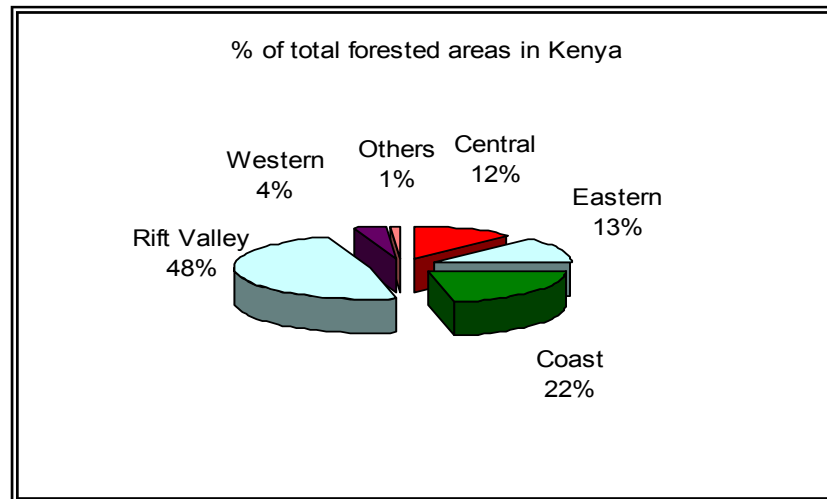 % of total forested areas in Kenya
Others
1%
Central
12%
Eastern
13%
Coast
22%
Rift Valley
48%
Western
4%